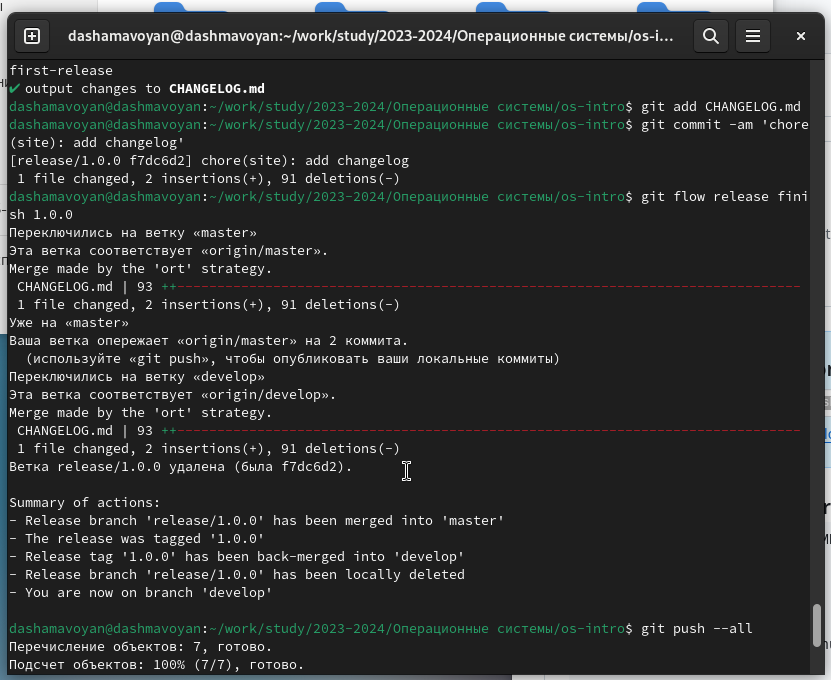 dashamavoyan@dashmavoyan:~/work/study/2023-2024/Операционные системы/os-i...
first-release
✔ output changes to CHANGELOG.md
dashamavoyan@dashmavoyan:~/work/study/2023-2024/Операционные системы/os-intro$ git add CHANGELOG.md
dashamavoyan@dashmavoyan:~/work/study/2023-2024/Операционные системы/os-intro$ git commit -am 'chore
(site): add changelog'
[release/1.0.0 f7dc6d2] chore(site): add changelog
 1 file changed, 2 insertions(+), 91 deletions(-)
dashamavoyan@dashmavoyan:~/work/study/2023-2024/Операционные системы/os-intro$ git flow release fini
sh 1.0.0
Переключились на ветку «master»
Эта ветка соответствует «origin/master».
Merge made by the 'ort' strategy.
 CHANGELOG.md | 93 ++------------------------------------------------------------------------------
 1 file changed, 2 insertions(+), 91 deletions(-)
Уже на «master»
Ваша ветка опережает «origin/master» на 2 коммита.
  (используйте «git push», чтобы опубликовать ваши локальные коммиты)
Переключились на ветку «develop»
Эта ветка соответствует «origin/develop».
Merge made by the 'ort' strategy.
 CHANGELOG.md | 93 ++------------------------------------------------------------------------------
 1 file changed, 2 insertions(+), 91 deletions(-)
Ветка release/1.0.0 удалена (была f7dc6d2).
Summary of actions:
- Release branch 'release/1.0.0' has been merged into 'master'
- The release was tagged '1.0.0'
- Release tag '1.0.0' has been back-merged into 'develop'
- Release branch 'release/1.0.0' has been locally deleted
- You are now on branch 'develop'
dashamavoyan@dashmavoyan:~/work/study/2023-2024/Операционные системы/os-intro$ git push --all
Перечисление объектов: 7, готово.
Подсчет объектов: 100% (7/7), готово.